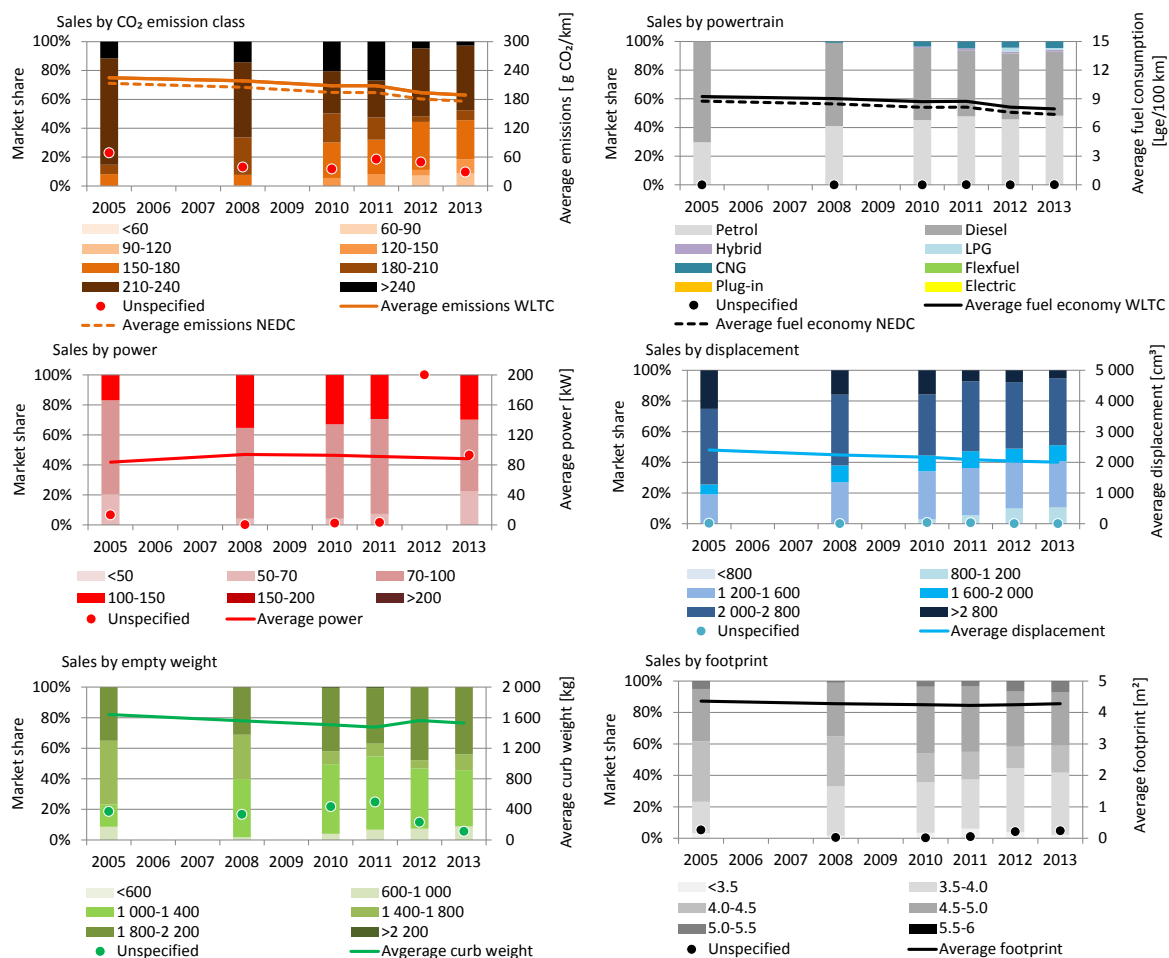 Sales by CO₂ emission class
100%
80%
60%
40%
20%
0%
Market share
300
240
180
120
60
0
Average emissions [ g CO₂/km]
2005 2006 2007 2008 2009 2010 2011 2012 2013
<60 60-90
90-120 120-150
150-180 180-210
210-240 >240
Unspecified Average emissions WLTC
Average emissions NEDC
Sales by powertrain
100%
80%
60%
40%
20%
0%
Market share
15
12
9
6
3
0
Average fuel consumption
[Lge/100 km]
2005 2006 2007 2008 2009 2010 2011 2012 2013
Petrol Diesel
Hybrid LPG
CNG Flexfuel
Plug-in Electric
Unspecified Average fuel economy WLTC
Average fuel economy NEDC
Sales by power
100%
80%
60%
40%
20%
0%
Market share
200
160
120
80
40
0
Average power [kW]
2005 2006 2007 2008 2009 2010 2011 2012 2013
<50 50-70 70-100
100-150 150-200 >200
Unspecified Average power
Sales by displacement
100%
80%
60%
40%
20%
0%
Market share
5 000
4 000
3 000
2 000
1 000
0
Average displacement [cm³]
2005 2006 2007 2008 2009 2010 2011 2012 2013
<800 800-1 200
1 200-1 600 1 600-2 000
2 000-2 800 >2 800
Unspecified Average displacement
Sales by empty weight
100%
80%
60%
40%
20%
0%
Market share
2 000
1 600
1 200
800
400
0
Average curb weight [kg]
2005 2006 2007 2008 2009 2010 2011 2012 2013
<600 600-1 000
1 000-1 400 1 400-1 800
1 800-2 200 >2 200
Unspecified Avgerage curb weight
Sales by footprint
100%
80%
60%
40%
20%
0%
Market share
5
4
3
2
1
0
Average footprint [m²]
2005 2006 2007 2008 2009 2010 2011 2012 2013
<3.5 3.5-4.0
4.0-4.5 4.5-5.0
5.0-5.5 5.5-6
Unspecified Average footprint